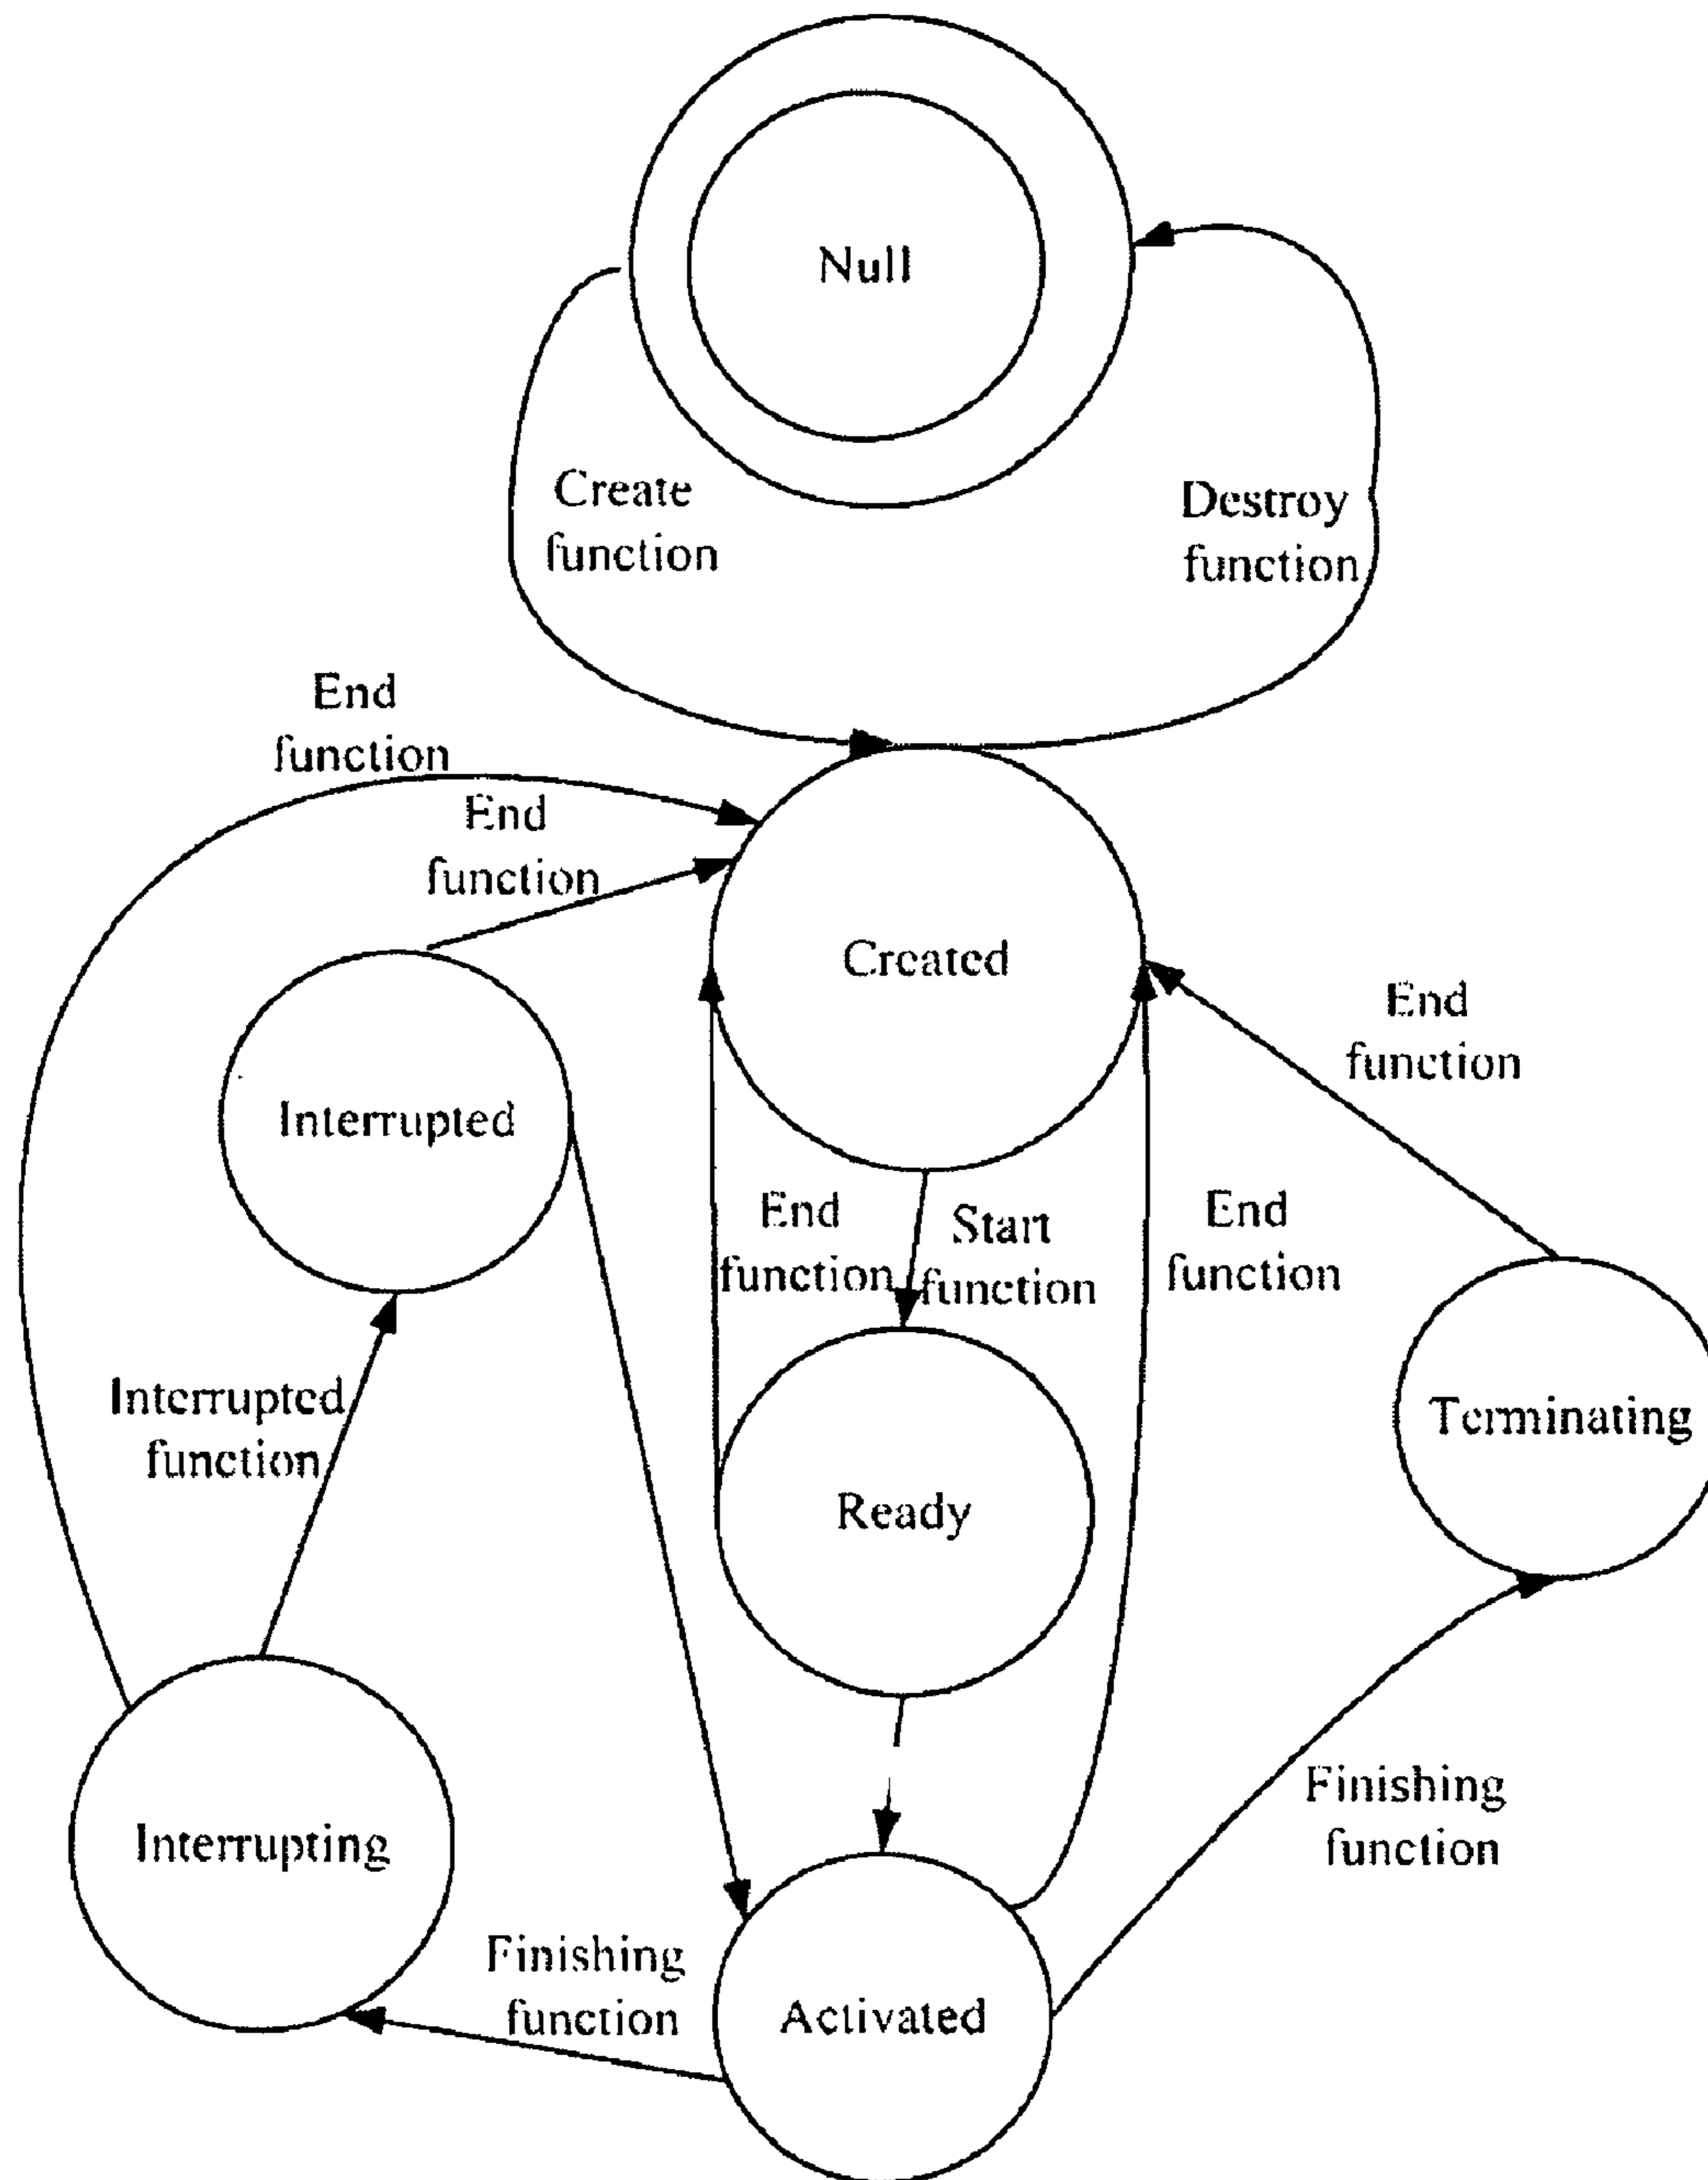 Null
Create
function
Destroy
function
End
function
End
function
Created
End
function
Interrupted
End
function
Start
function
End
function
Interrupted
function
Terminating
Ready
Finishing
function
Interrupting
Finishing
function
Activated